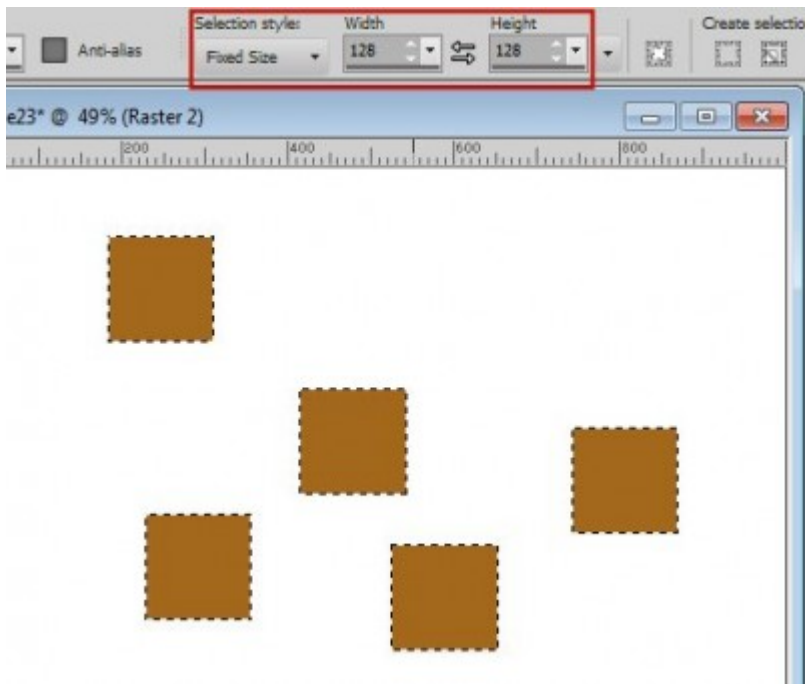 Selection style: Width Height Create selectio
Anti-alias Fixed Size 128 128
e23* @ 49% (Raster 2)
200 400 600 800